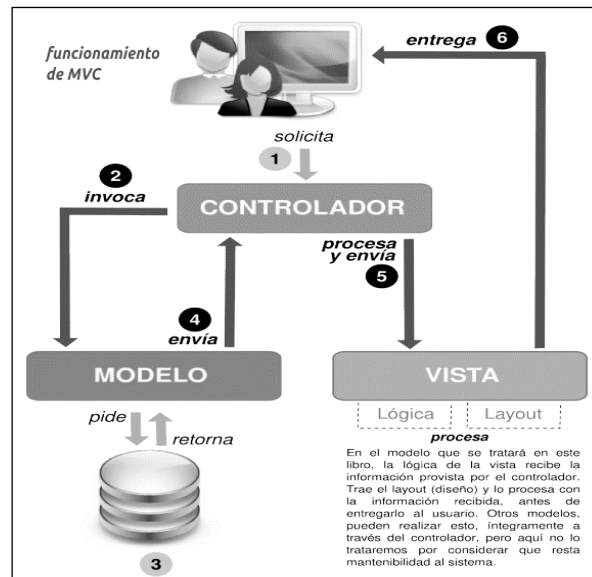 funcionamiento
de MVC
entrega 6
solicita
1
2
invoca
CONTROLADOR
procesa
y envía
5
4
envía
MODELO
VISTA
Lógica
Layout
pide
retorna
procesa
3
En el modelo que se tratará en este
libro, la lógica de la vista recibe la
información provista por el controlador.
Trae el layout (diseño) y lo procesa con
la información recibida, antes de
entregarlo al usuario. Otros modelos,
pueden realizar esto, íntegramente a
través del controlador, pero aquí no lo
trataremos por considerar que resta
mantenibilidad al sistema.